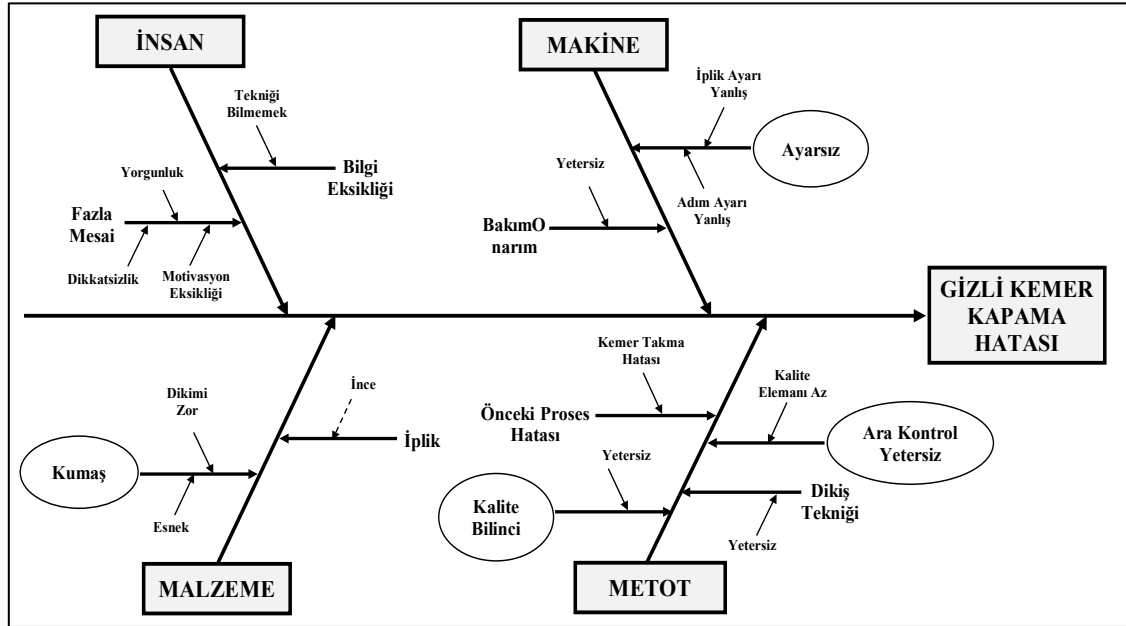 İNSAN
Tekniği
Bilmemek
Bilgi
Eksikliği
Yorgunluk
Fazla
Mesai
Dikkatsizlik
Motivasyon
Eksikliği
MAKİNE
İplik Ayarı
Yanlış
Ayarsız
Adım Ayarı
Yanlış
Yetersiz
BakımO
narım
GİZLİ KEMER
KAPAMA
HATASI
Dikimi
Zor
Kumaş
Esnek
İnce
İplik
MALZEME
Kemer Takma
Hatası
Önceki Proses
Hatası
Kalite
Elemanı Az
Ara Kontrol
Yetersiz
Yetersiz
Kalite
Bilinci
Dikiş
Tekniği
Yetersiz
METOT